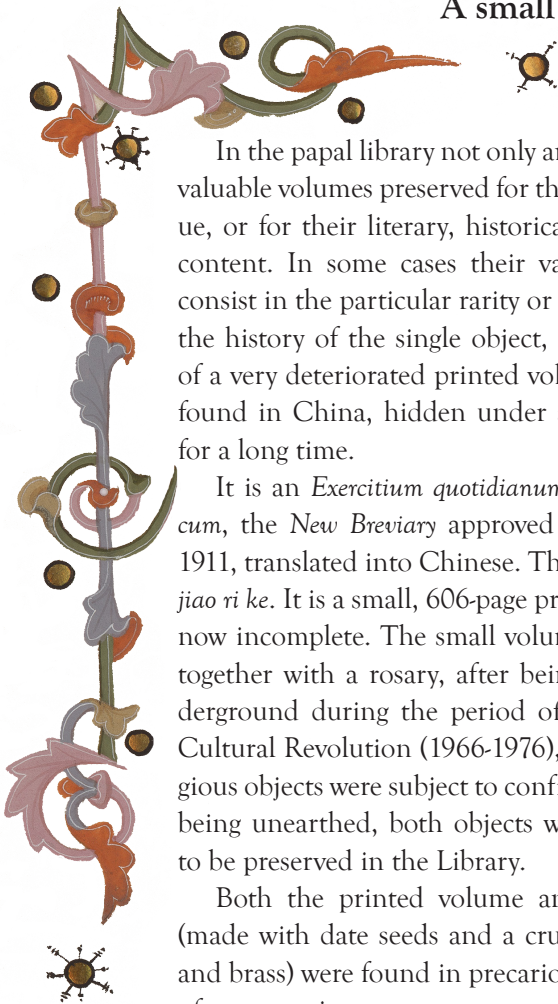 A small
In the papal library not only ar
valuable volumes preserved for th
ue, or for their literary, historica
content. In some cases their va
consist in the particular rarity or
the history of the single object,
of a very deteriorated printed vol
found in China, hidden under
for a long time.
It is an Exercitium quotidianum
cum, the New Breviary approved
1911, translated into Chinese. Th
jiao ri ke. It is a small, 606-page pr
now incomplete. The small volum
together with a rosary, after bein
derground during the period of
Cultural Revolution (1966-1976),
gious objects were subject to confi
being unearthed, both objects w
to be preserved in the Library.
Both the printed volume an
(made with date seeds and a cru
and brass) were found in precario